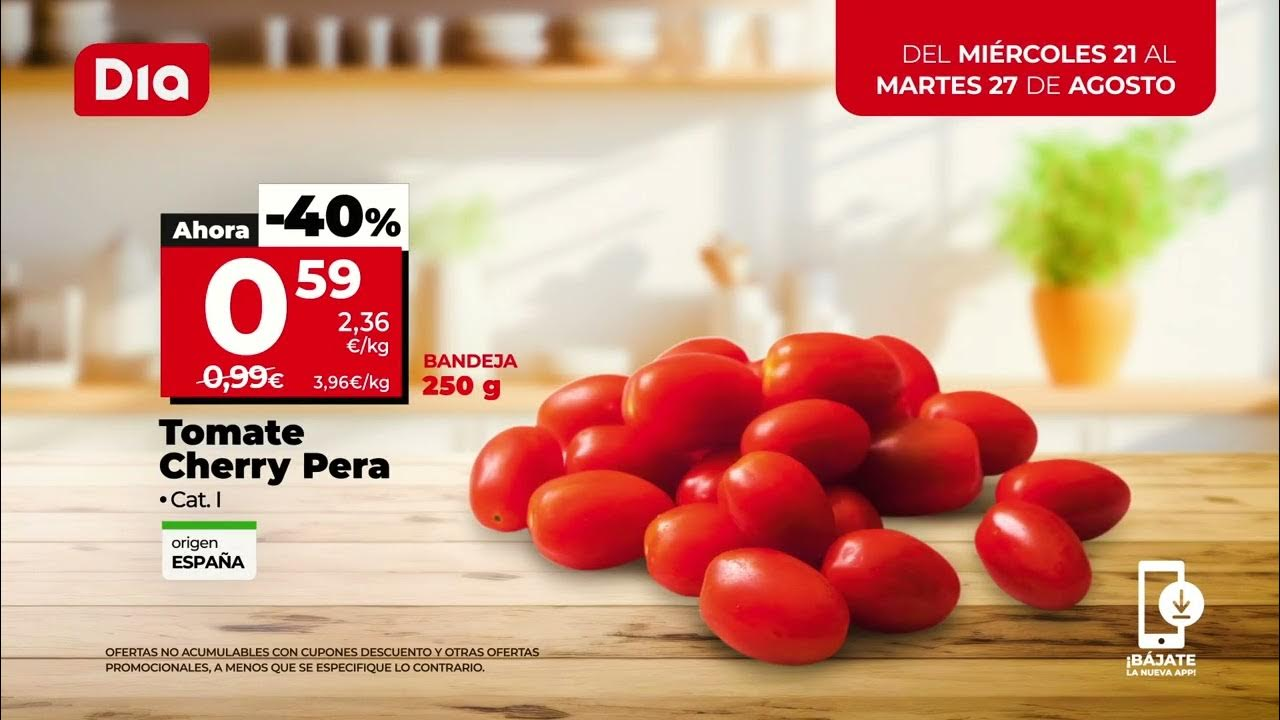 Dia
DEL MIÉRCOLES 21 AL
MARTES 27 DE AGOSTO
Ahora
-40%
0,59
2,36
€/kg
0,99€
3,96€/kg
BANDEJA
250 g
Tomate
Cherry Pera
• Cat. I
origen
ESPAÑA
OFERTAS NO ACUMULABLES CON CUPONES DESCUENTO Y OTRAS OFERTAS
PROMOCIONALES, A MENOS QUE SE ESPECIFIQUE LO CONTRARIO.
¡BÁJATE
LA NUEVA APP!